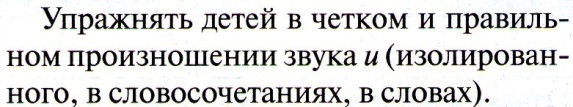 Упражнять детей в четком и правиль-
ном произношении звука и (изолирован-
ного, в словосочетаниях, в словах).